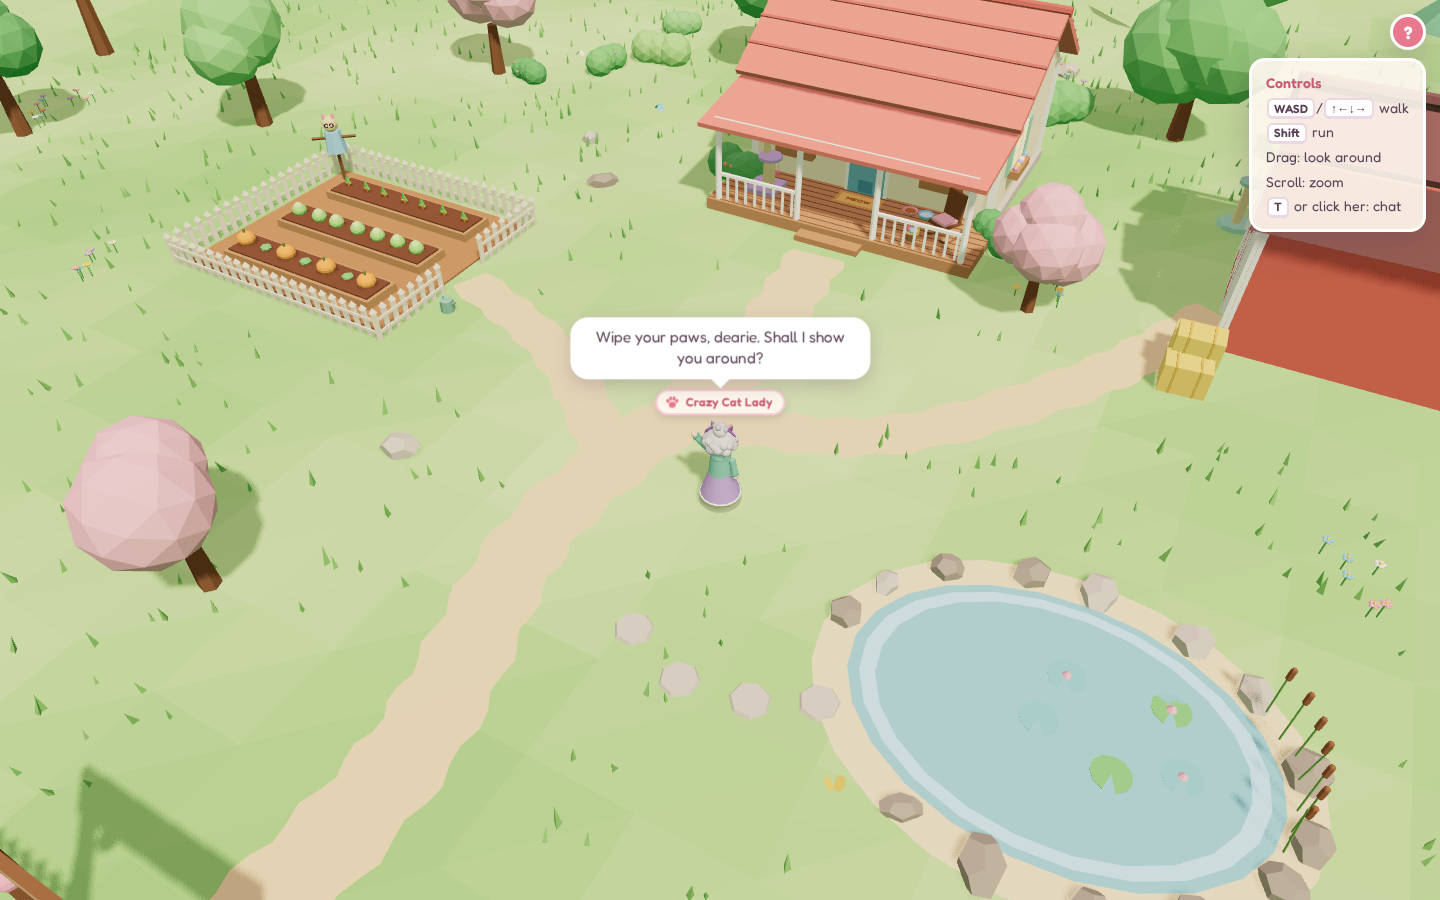 ?
Controls
WASD / ↑←↓→ walk
Shift run
Drag: look around
Scroll: zoom
T or click her: chat
MEOW
Wipe your paws, dearie. Shall I show
you around?
Crazy Cat Lady